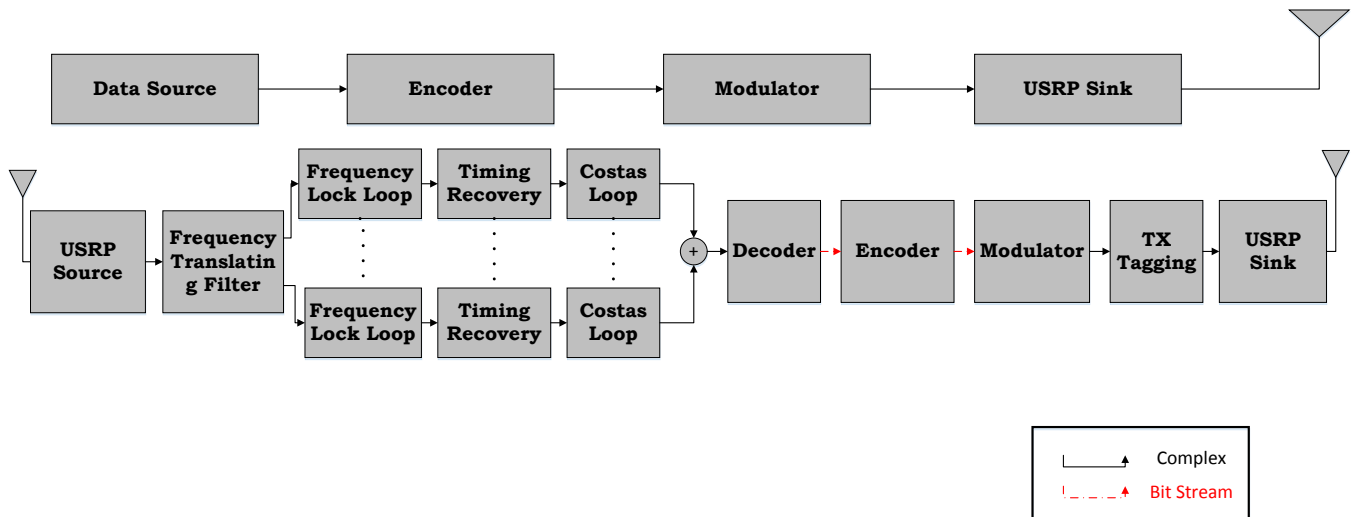 Data Source
Encoder
Modulator
USRP Sink
USRP
Source
Frequency
Translatin
g Filter
Frequency
Lock Loop
Timing
Recovery
Costas
Loop
Frequency
Lock Loop
Timing
Recovery
Costas
Loop
+
Decoder
Encoder
Modulator
TX
Tagging
USRP
Sink
Complex
Bit Stream